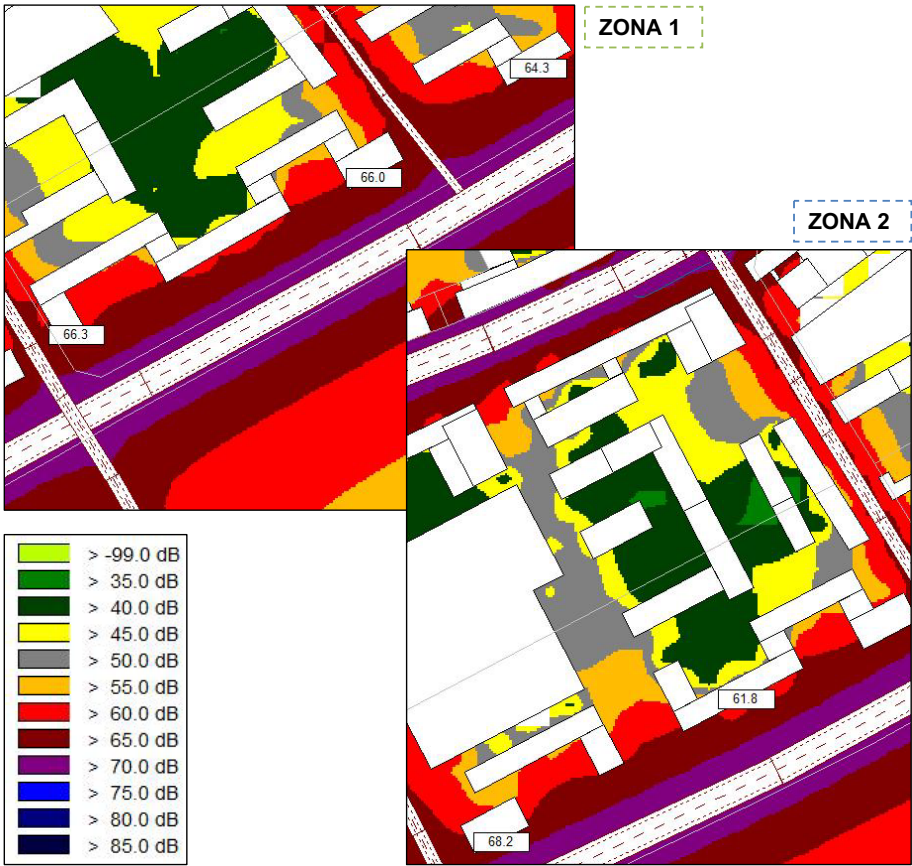 ZONA 1
64.3
66.0
66.3
ZONA 2
61.8
68.2
> -99.0 dB
> 35.0 dB
> 40.0 dB
> 45.0 dB
> 50.0 dB
> 55.0 dB
> 60.0 dB
> 65.0 dB
> 70.0 dB
> 75.0 dB
> 80.0 dB
> 85.0 dB